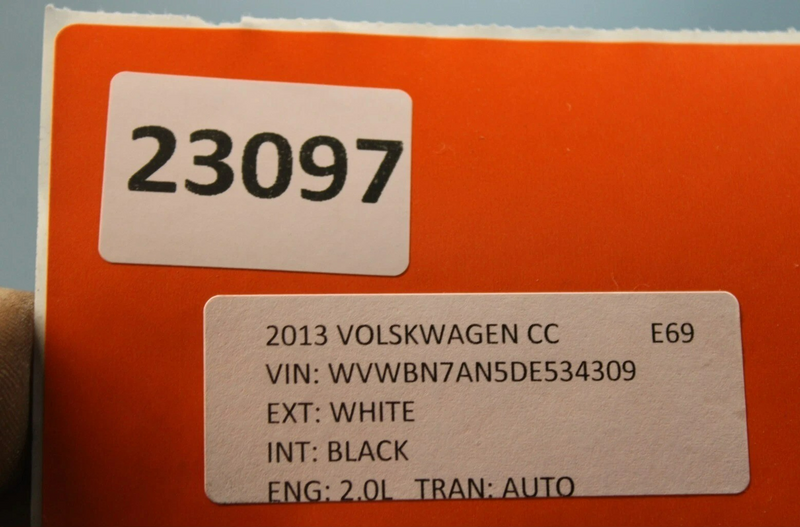 23097
2013 VOLSKWAGEN CC E69
VIN: WVWBN7AN5DE534309
EXT: WHITE
INT: BLACK
ENG: 2.0L TRAN: AUTO